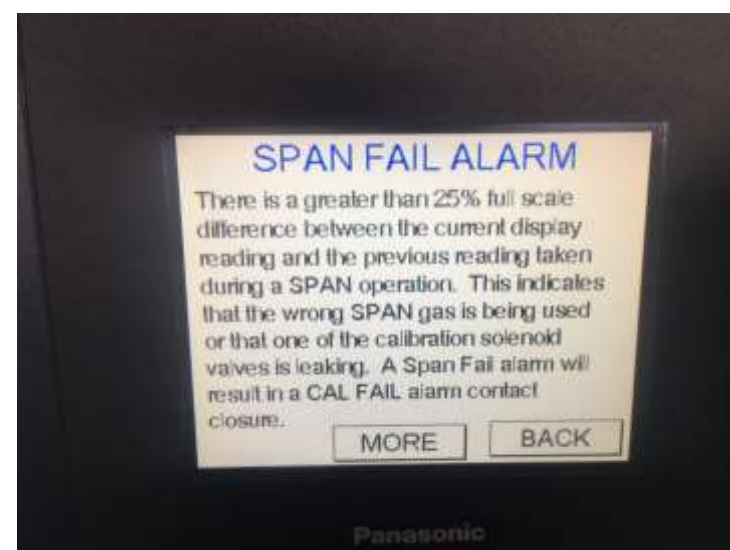 SPAN FAIL ALARM
There is a greater than 25% full scale
difference between the current display
reading and the previous reading taken
during a SPAN operation. This indicates
that the wrong SPAN gas is being used
or that one of the calibration solenoid
valves is leaking. A Span Fail alarm will
result in a CAL FAIL alarm contact
closure.
MORE
BACK
Panasonic